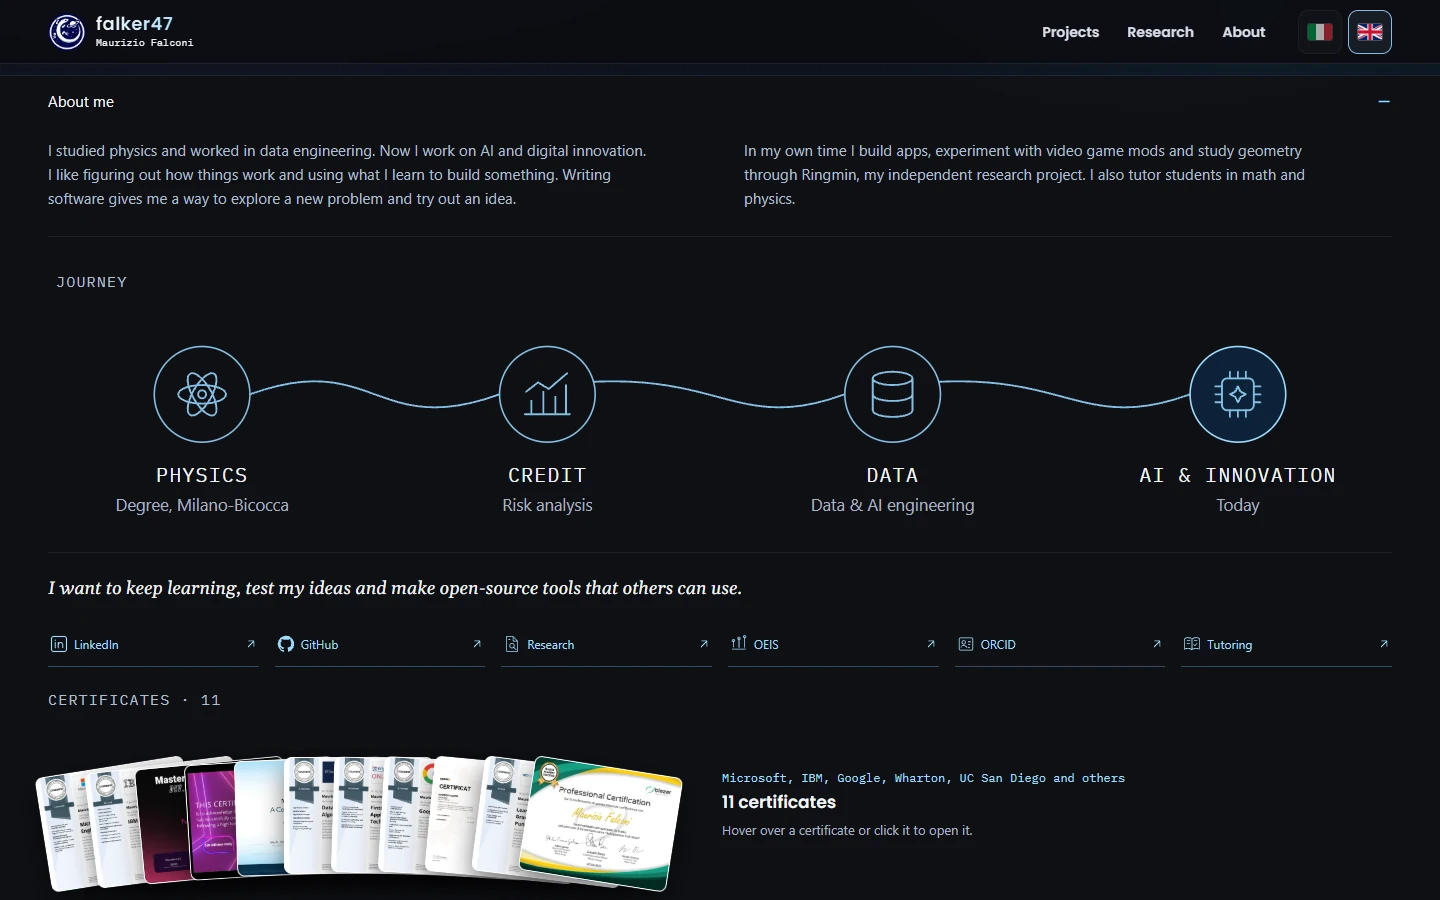 falker47
Maurizio Falconi
Projects
Research
About
About me
I studied physics and worked in data engineering. Now I work on AI and digital innovation.
I like figuring out how things work and using what I learn to build something. Writing
software gives me a way to explore a new problem and try out an idea.
In my own time I build apps, experiment with video game mods and study geometry
through Ringmin, my independent research project. I also tutor students in math and
physics.
JOURNEY
PHYSICS
Degree, Milano-Bicocca
CREDIT
Risk analysis
DATA
Data & AI engineering
AI & INNOVATION
Today
I want to keep learning, test my ideas and make open-source tools that others can use.
LinkedIn
GitHub
Research
OEIS
ORCID
Tutoring
CERTIFICATES · 11
Master
THIS CERTI
CERTIFICAT
Professional Certification
Maurizio Falconi
Microsoft, IBM, Google, Wharton, UC San Diego and others
11 certificates
Hover over a certificate or click it to open it.